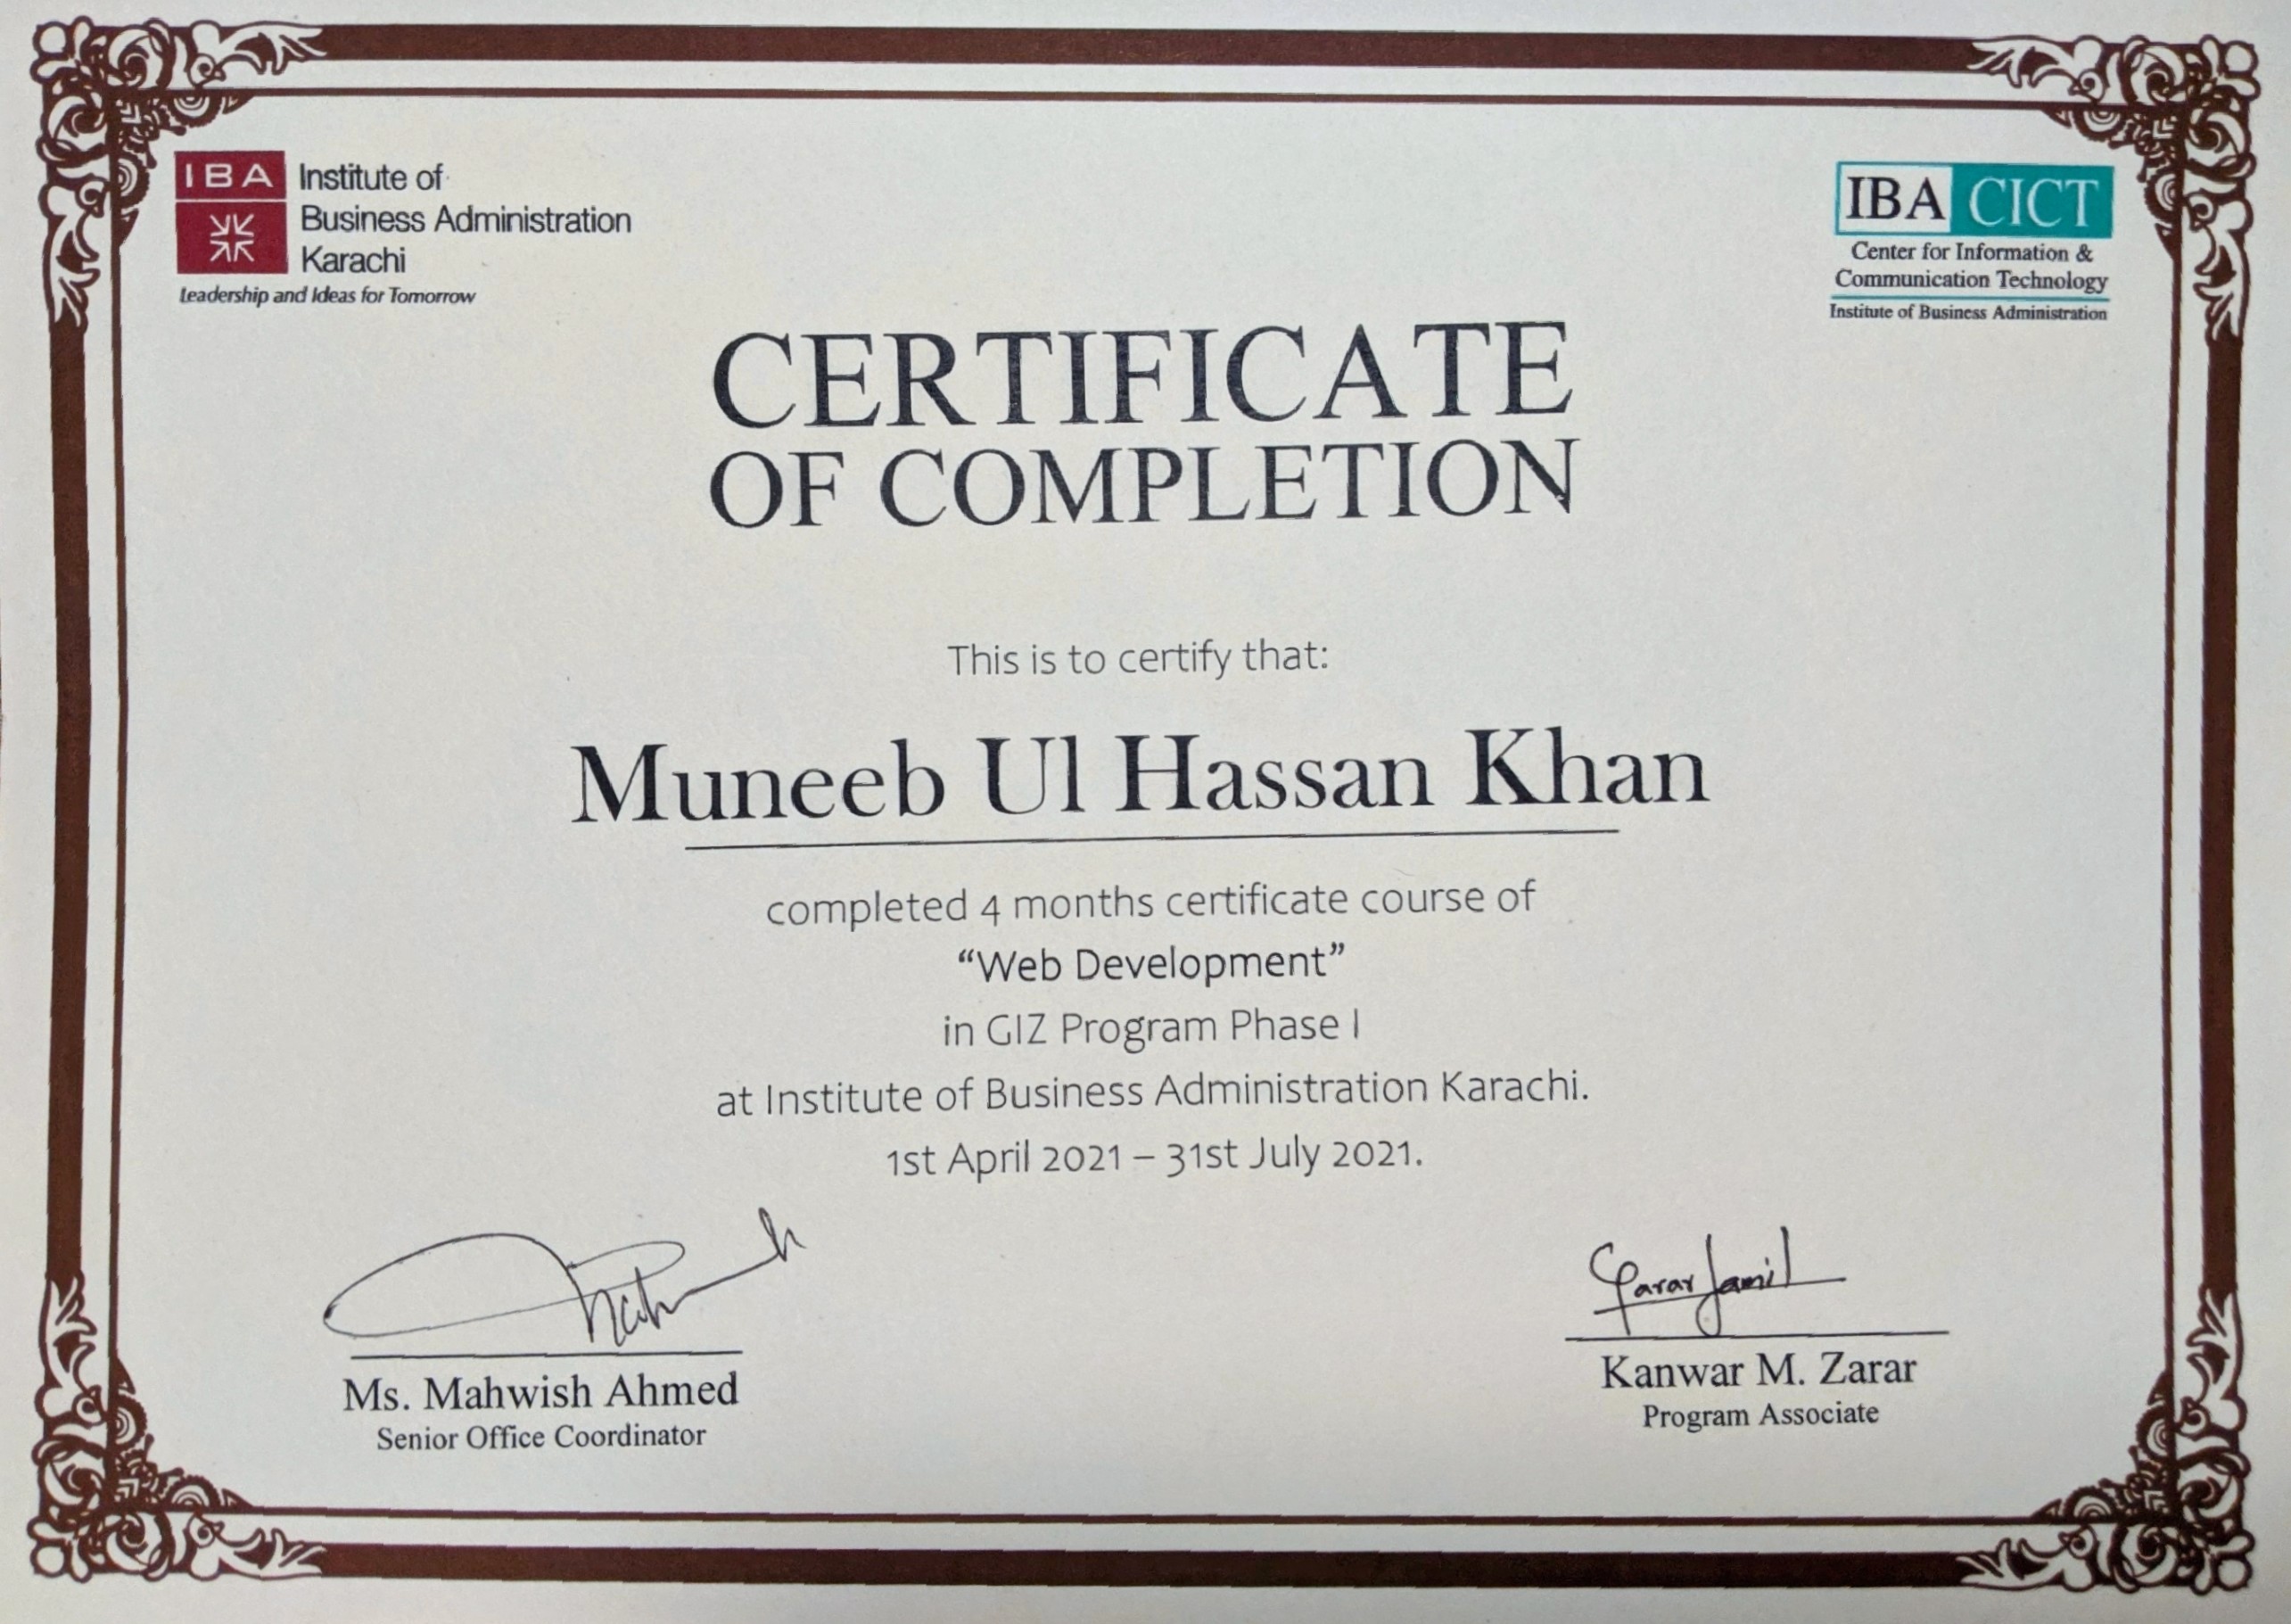 IBA
Institute of
Business Administration
Karachi
Leadership and Ideas for Tomorrow
IBA CICT
Center for Information &
Communication Technology
Institute of Business Administration
CERTIFICATE
OF COMPLETION
This is to certify that:
Muneeb Ul Hassan Khan
completed 4 months certificate course of
“Web Development”
in GIZ Program Phase I
at Institute of Business Administration Karachi.
1st April 2021 – 31st July 2021.
Zarar Jamil
Ms. Mahwish Ahmed
Senior Office Coordinator
Kanwar M. Zarar
Program Associate